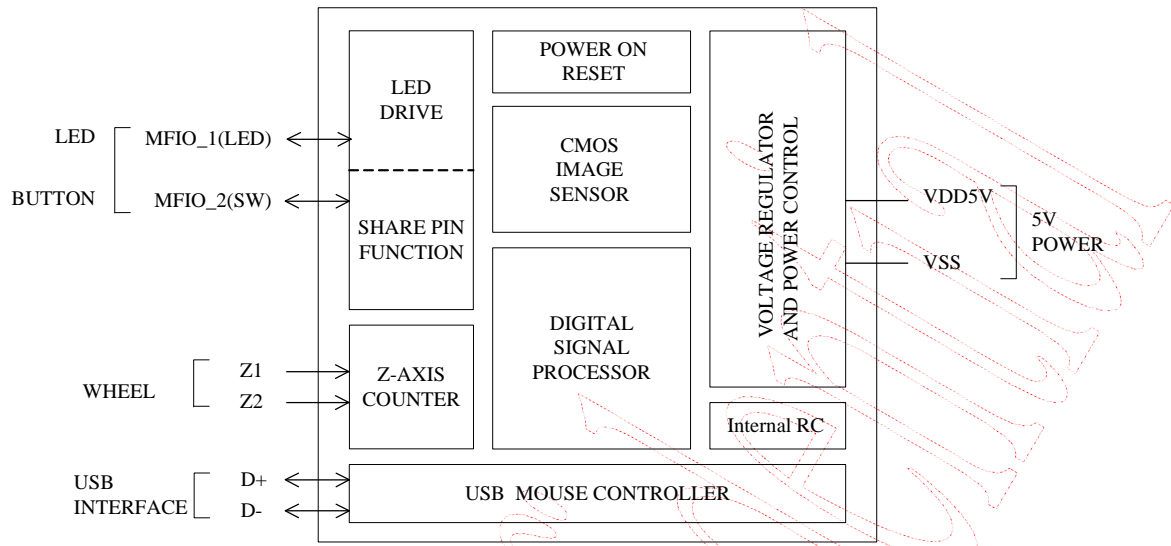 LED
BUTTON
MFIO_1(LED)
MFIO_2(SW)
LED
DRIVE
SHARE PIN
FUNCTION
POWER ON
RESET
CMOS
IMAGE
SENSOR
VOLTAGE REGULATOR
AND POWER CONTROL
VDD5V
VSS
5V
POWER
WHEEL
Z1
Z2
Z-AXIS
COUNTER
DIGITAL
SIGNAL
PROCESSOR
Internal RC
USB
INTERFACE
D+
D-
USB MOUSE CONTROLLER